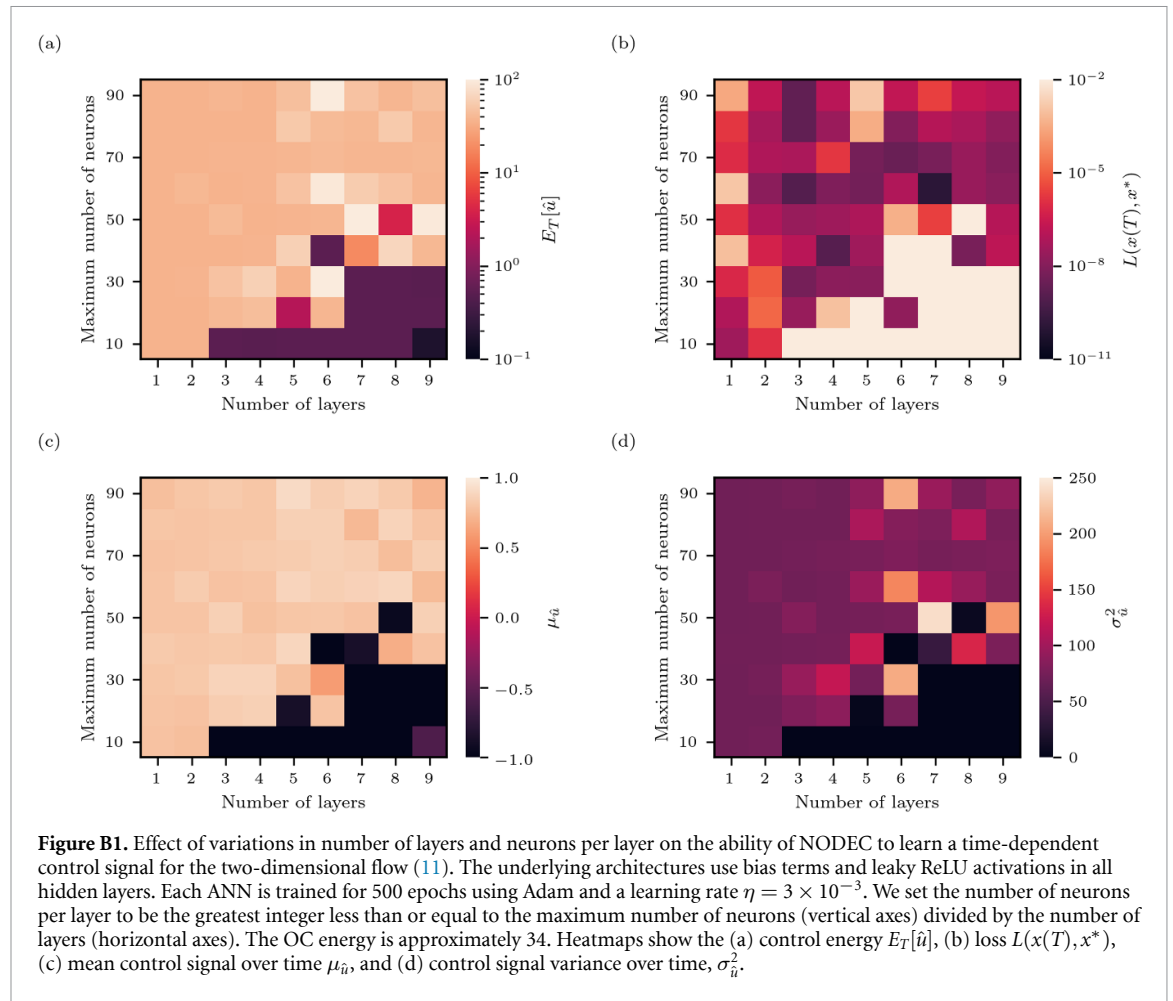 (a)
(b)
Maximum number of neurons
90
70
50
30
10
1 2 3 4 5 6 7 8 9
Number of layers
10²
10¹
10⁰
10⁻¹
E_T[û]
Maximum number of neurons
90
70
50
30
10
1 2 3 4 5 6 7 8 9
Number of layers
10⁻²
10⁻⁵
10⁻⁸
10⁻¹¹
L(x(T), x*)
(c)
(d)
Maximum number of neurons
90
70
50
30
10
1 2 3 4 5 6 7 8 9
Number of layers
1.0
0.5
0.0
−0.5
−1.0
μ_û
Maximum number of neurons
90
70
50
30
10
1 2 3 4 5 6 7 8 9
Number of layers
250
200
150
100
50
0
σ²_û
Figure B1. Effect of variations in number of layers and neurons per layer on the ability of NODEC to learn a time-dependent
control signal for the two-dimensional flow (11). The underlying architectures use bias terms and leaky ReLU activations in all
hidden layers. Each ANN is trained for 500 epochs using Adam and a learning rate η = 3 × 10⁻³. We set the number of neurons
per layer to be the greatest integer less than or equal to the maximum number of neurons (vertical axes) divided by the number of
layers (horizontal axes). The OC energy is approximately 34. Heatmaps show the (a) control energy E_T[û], (b) loss L(x(T), x*),
(c) mean control signal over time μ_û, and (d) control signal variance over time, σ²_û.